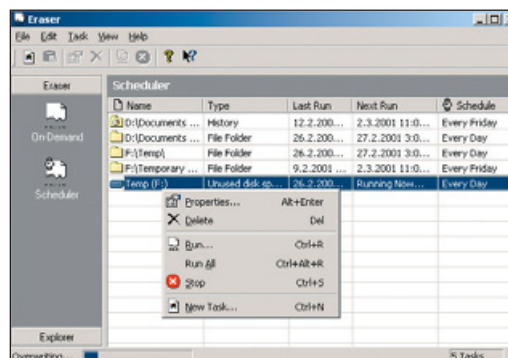 Eraser
File Edit Task View Help
Eraser
On-Demand
Scheduler
Explorer
Scheduler
Name Type Last Run Next Run Schedule
D:\Documents ... History 12.2.200... 2.3.2001 11:0... Every Friday
D:\Documents ... File Folder 26.2.200... 27.2.2001 3:0... Every Day
F:\Temp\ File Folder 26.2.200... 27.2.2001 3:0... Every Day
F:\Temporary ... File Folder 9.2.2001 ... 2.3.2001 11:0... Every Friday
Temp (F:) Unused disk sp... 26.2.200... Running Now... Every Day
Properties... Alt+Enter
Delete Del
Run... Ctrl+R
Run All Ctrl+Alt+R
Stop Ctrl+S
New Task... Ctrl+N
Overwriting... 5 Tasks